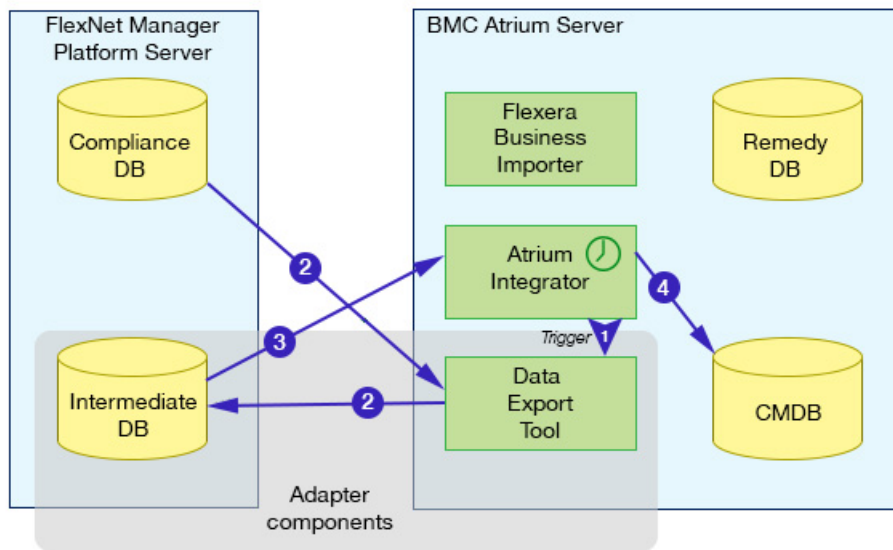 FlexNet Manager
Platform Server
BMC Atrium Server
Compliance
DB
Flexera
Business
Importer
Remedy
DB
Atrium
Integrator
2
3
4
Trigger 1
Intermediate
DB
2
Data
Export
Tool
CMDB
Adapter
components